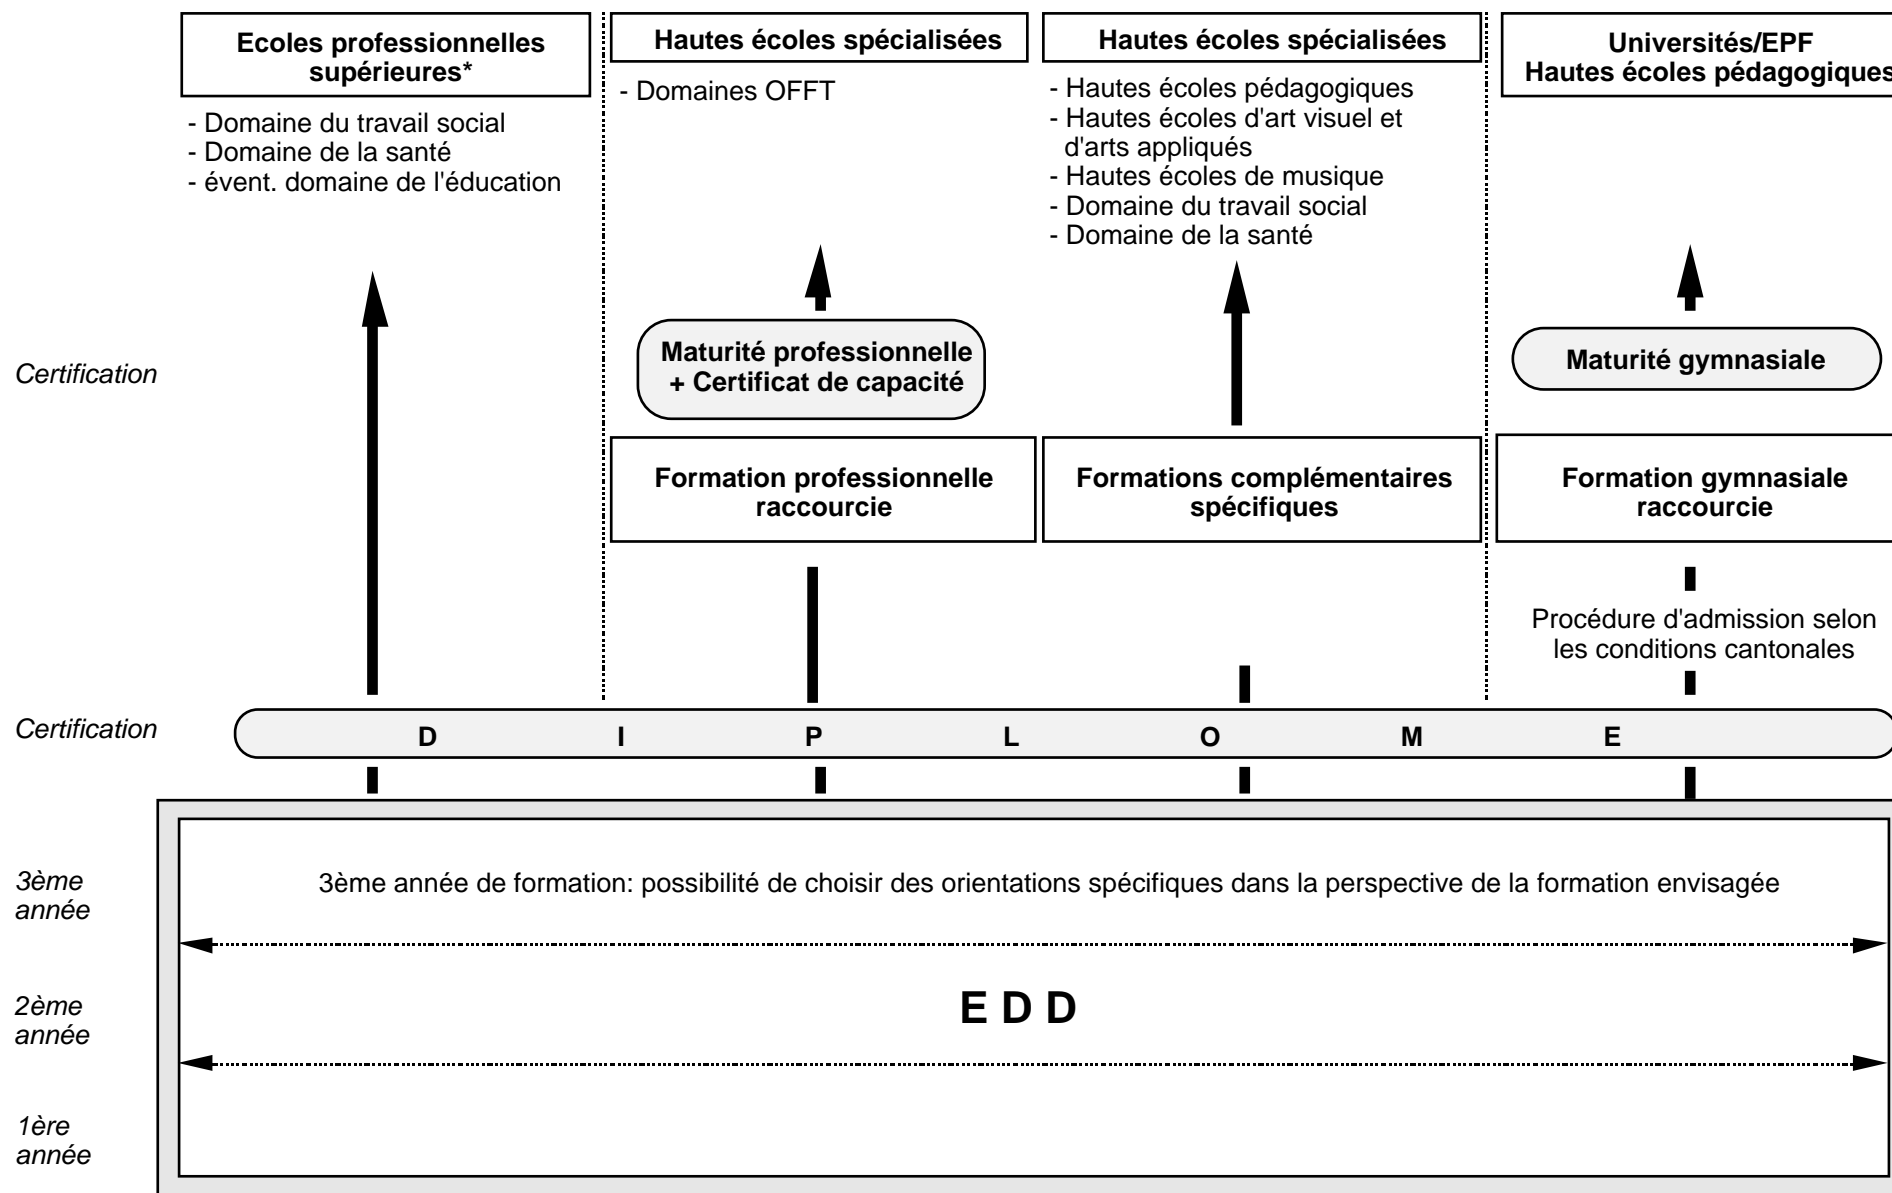 Ecoles professionnelles
supérieures*
- Domaine du travail social
- Domaine de la santé
- évent. domaine de l'éducation
Hautes écoles spécialisées
- Domaines OFFT
Hautes écoles spécialisées
- Hautes écoles pédagogiques
- Hautes écoles d'art visuel et
d'arts appliqués
- Hautes écoles de musique
- Domaine du travail social
- Domaine de la santé
Universités/EPF
Hautes écoles pédagogiques
Certification
Maturité professionnelle
+ Certificat de capacité
Maturité gymnasiale
Formation professionnelle
raccourcie
Formations complémentaires
spécifiques
Formation gymnasiale
raccourcie
Procédure d'admission selon
les conditions cantonales
Certification
D I P L O M E
3ème
année
3ème année de formation: possibilité de choisir des orientations spécifiques dans la perspective de la formation envisagée
2ème
année
E D D
1ère
année